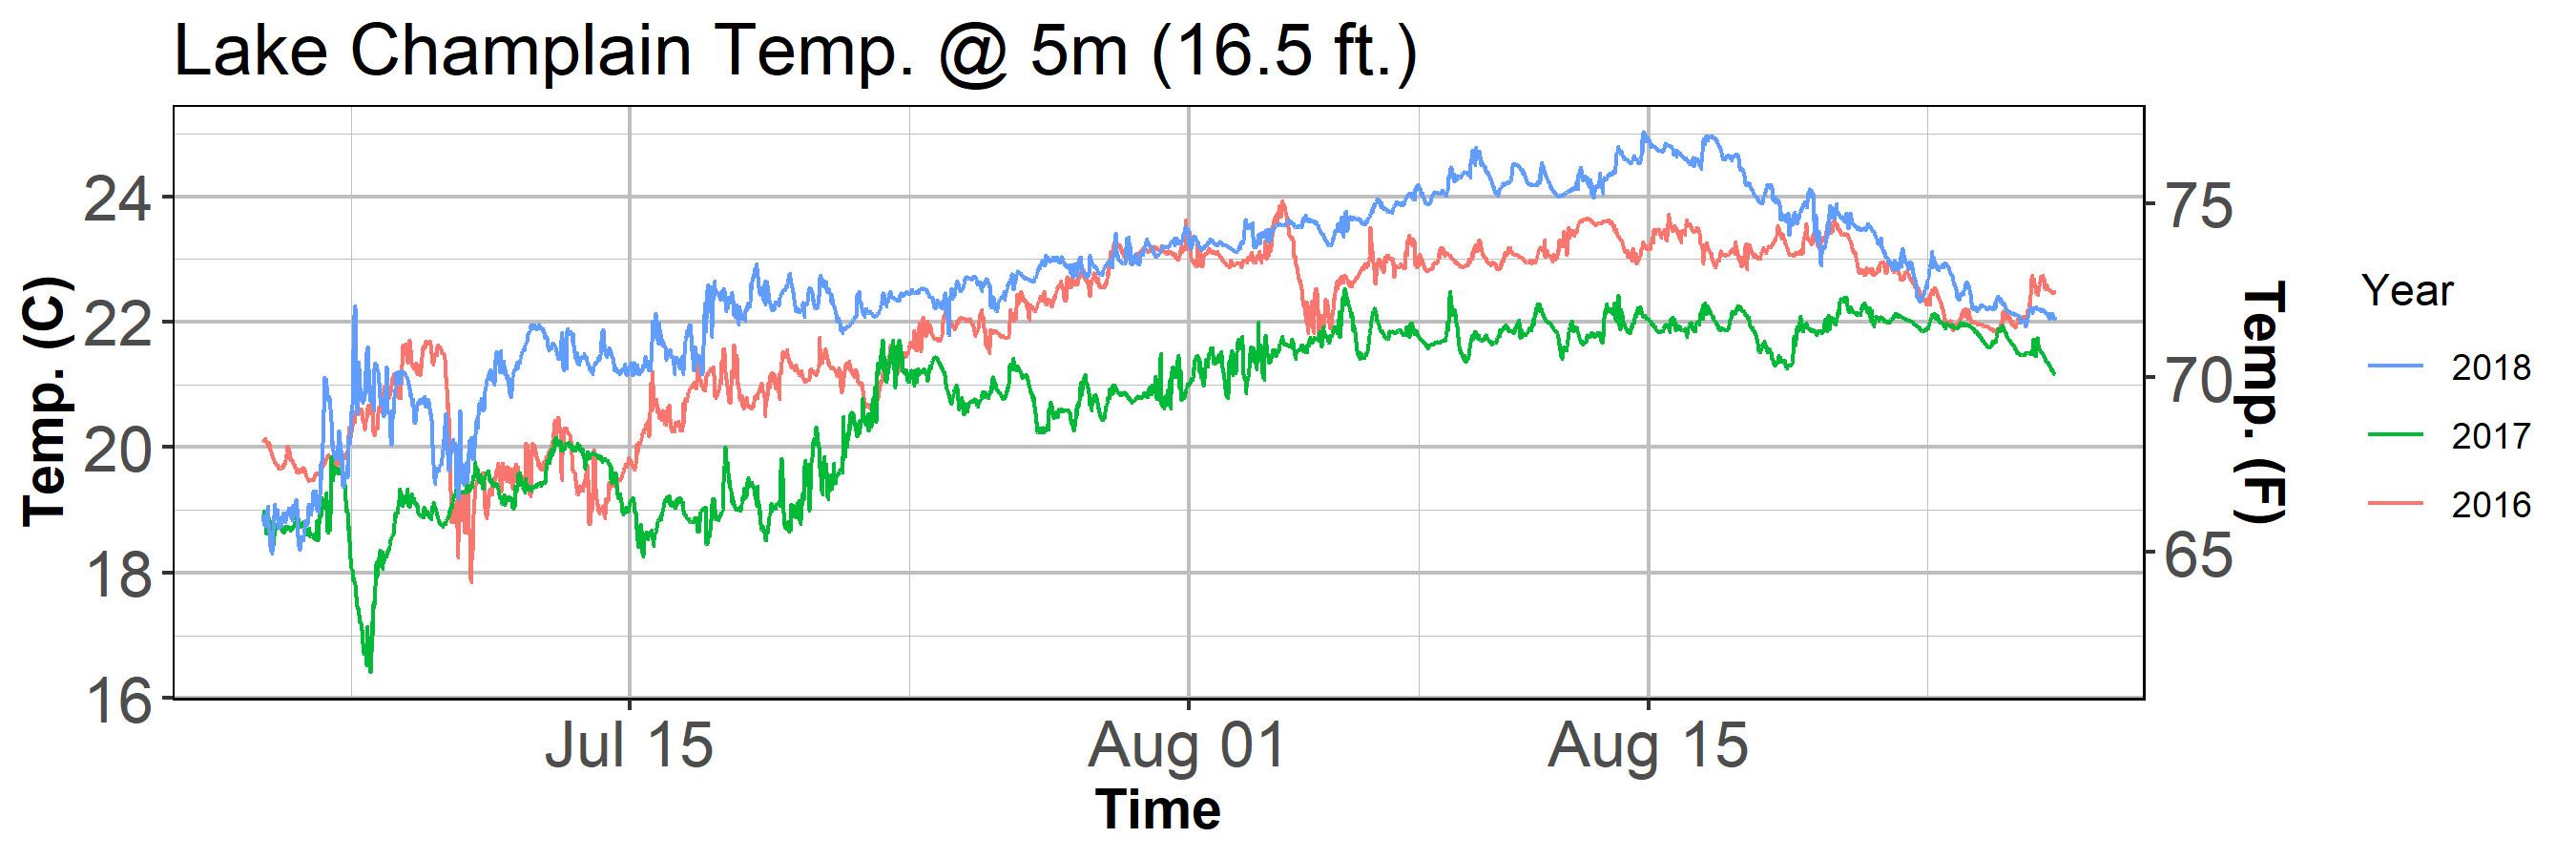 Lake Champlain Temp. @ 5m (16.5 ft.)
Temp. (C)
24
22
20
18
16
75
70
65
Temp. (F)
Jul 15
Aug 01
Aug 15
Time
Year
2018
2017
2016